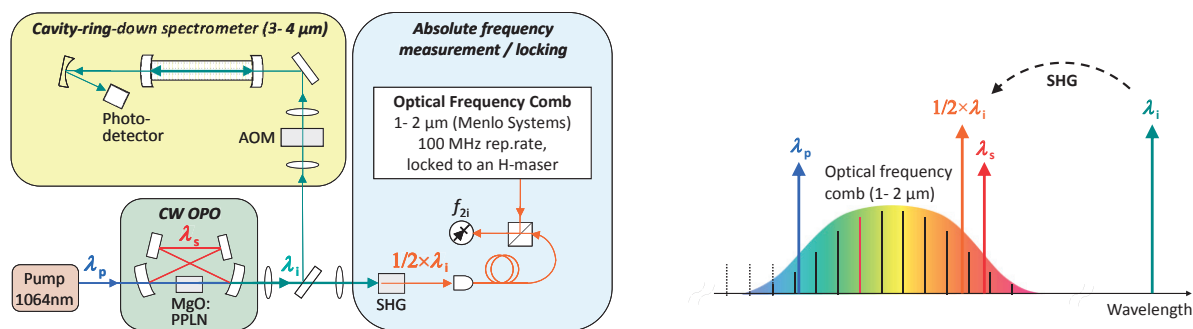 Cavity-ring-down spectrometer (3- 4 µm)
Photo-
detector
AOM
CW OPO
λs
λp
Pump
1064nm
MgO:
PPLN
λi
Absolute frequency
measurement / locking
Optical Frequency Comb
1- 2 µm (Menlo Systems)
100 MHz rep.rate,
locked to an H-maser
f2i
1/2×λi
SHG
SHG
1/2×λi
λi
λp
λs
Optical frequency
comb (1- 2 µm)
Wavelength